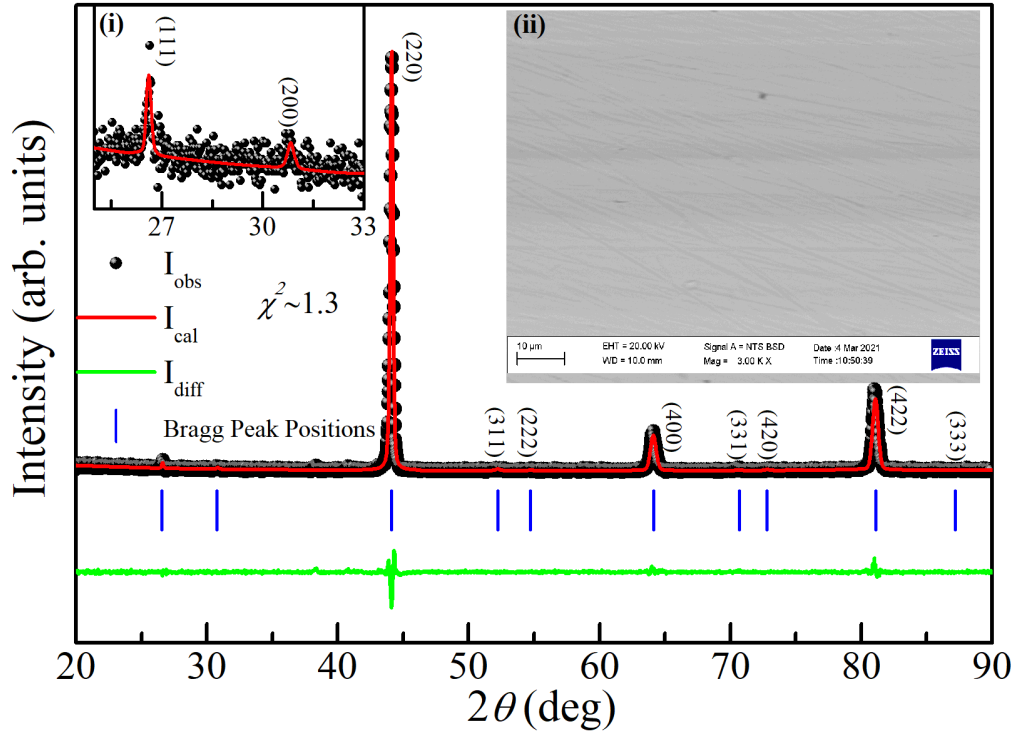 (i)
(111)
(200)
27 30 33
(220)
(ii)
10 µm
EHT = 20.00 kV
WD = 10.0 mm
Signal A = NTS BSD
Mag = 3.00 K X
Date :4 Mar 2021
Time :10:50:39
ZEISS
I_obs
I_cal
I_diff
Bragg Peak Positions
χ² ~1.3
(311)
(222)
(400)
(331)
(420)
(422)
(333)
Intensity (arb. units)
20 30 40 50 60 70 80 90
2θ (deg)